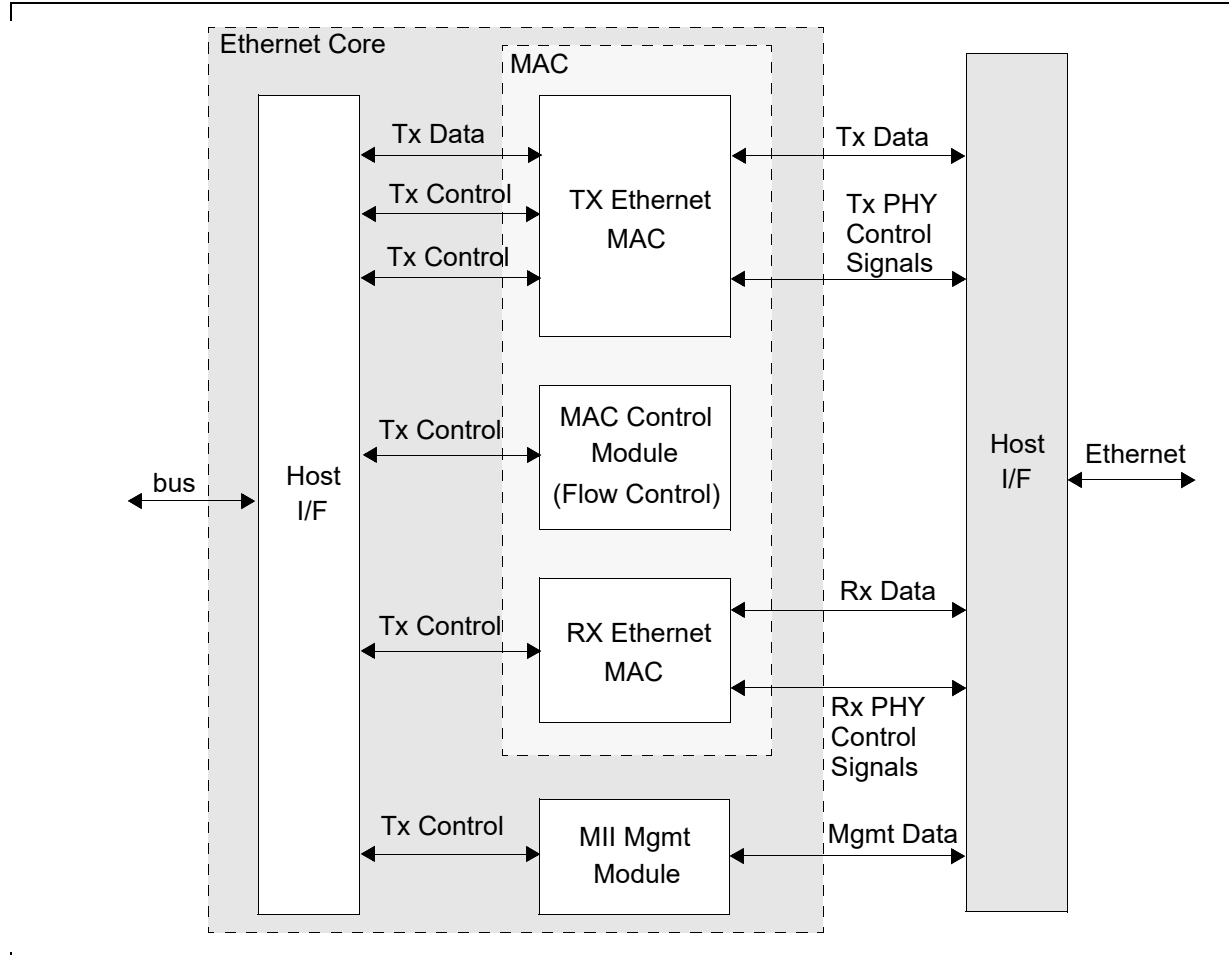 Ethernet Core
MAC
Tx Data
Tx Control
Tx Control
TX Ethernet
MAC
Tx Data
Tx PHY
Control
Signals
Tx Control
MAC Control
Module
(Flow Control)
bus
Host
I/F
Host
I/F
Ethernet
Tx Control
RX Ethernet
MAC
Rx Data
Rx PHY
Control
Signals
Tx Control
MII Mgmt
Module
Mgmt Data